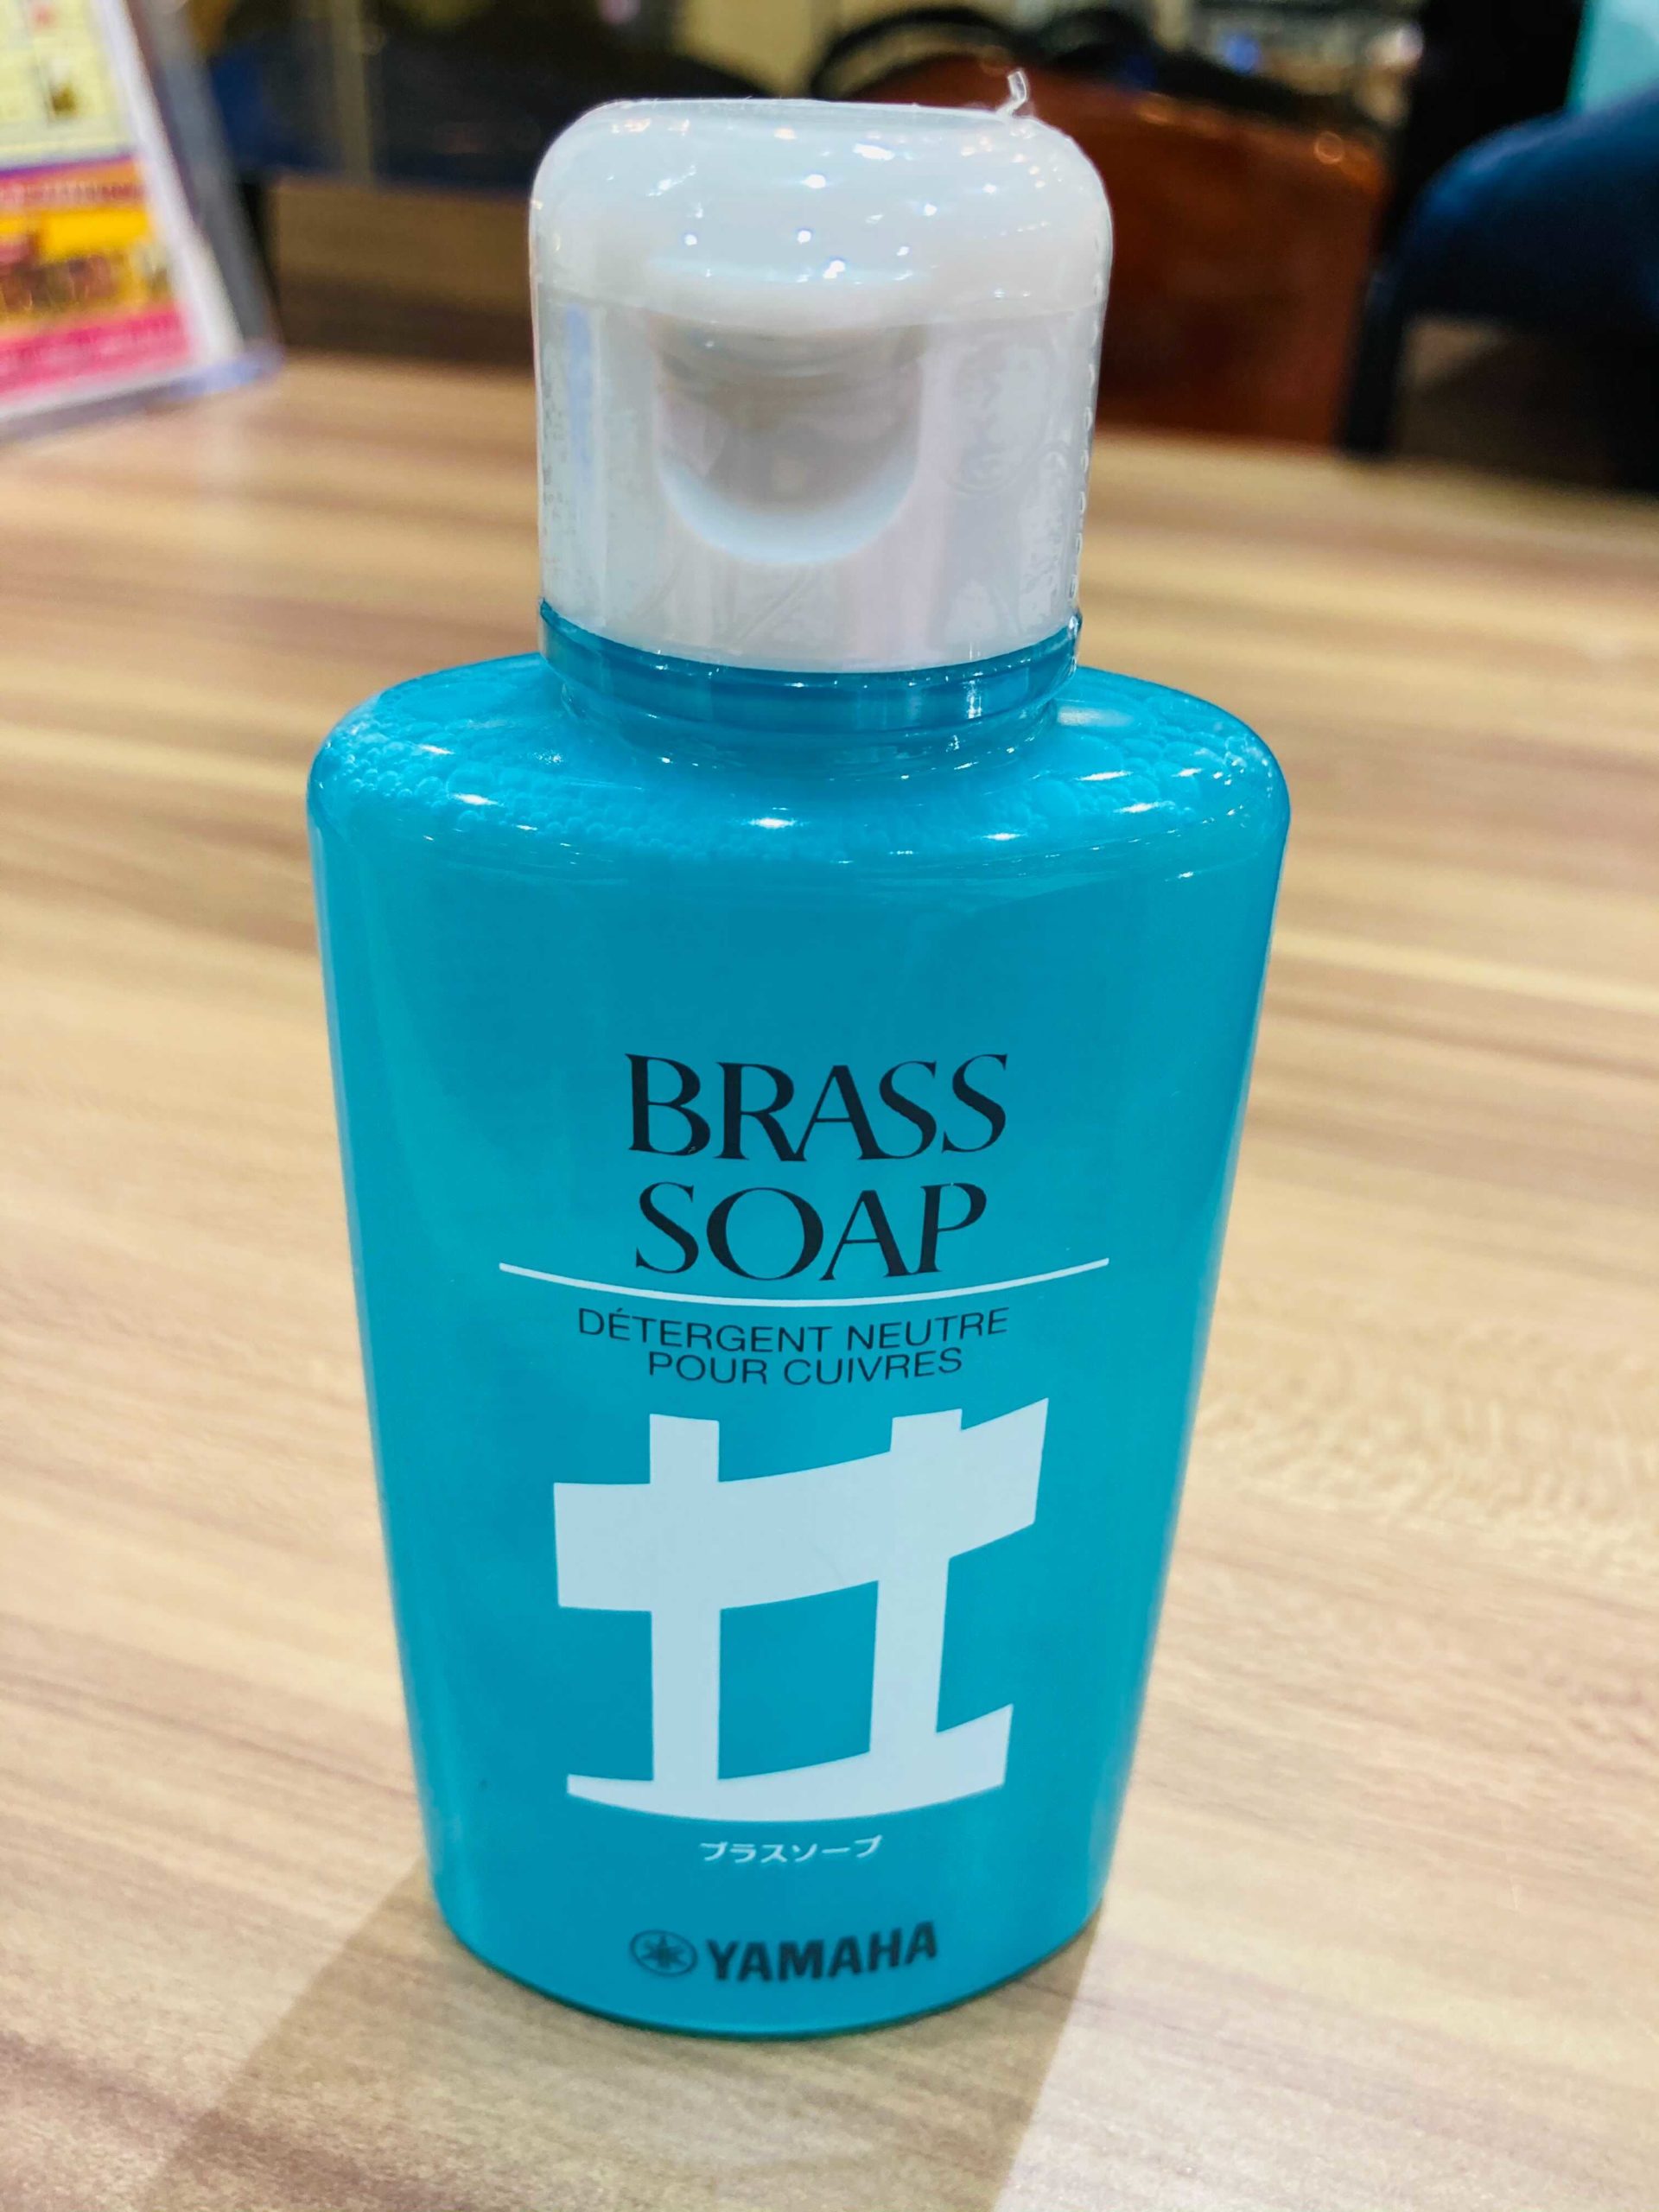 BRASS
SOAP
DÉTERGENT NEUTRE
POUR CUIVRES
ブラスソープ
YAMAHA